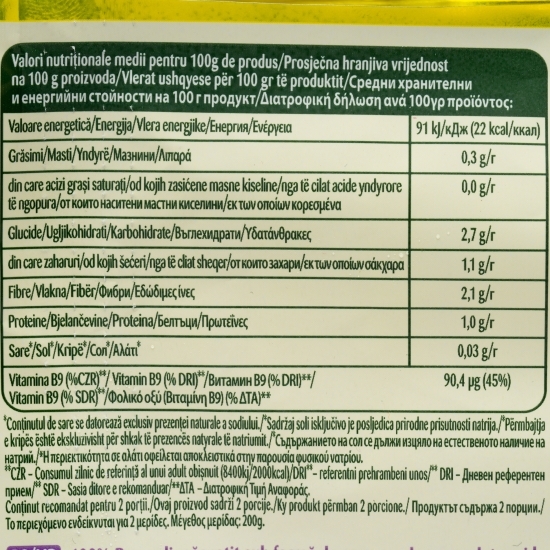 Valori nutriționale medii pentru 100g de produs/Prosječna hranjiva vrijednost
na 100 g proizvoda/Vlerat ushqyese për 100 gr të produktit/Средни хранителни
и енергийни стойности на 100 г продукт/Διατροφική δήλωση ανά 100γρ προϊόντος:
Valoare energetică/Energija/Vlera energjike/Енергия/Ενέργεια 91 kJ/кДж (22 kcal/ккал)
Grăsimi/Masti/Yndyrë/Мазнини/Λιπαρά 0,3 g/г
din care acizi grași saturați/od kojih zasićene masne kiseline/nga të cilat acide yndyrore 0,0 g/г
të ngopura/от които наситени мастни киселини/εκ των οποίων κορεσμένα
Glucide/Ugljikohidrati/Karbohidrate/Въглехидрати/Υδατάνθρακες 2,7 g/г
din care zaharuri/od kojih šećeri/nga të cilat sheqer/от които захари/εκ των οποίων σάκχαρα 1,1 g/г
Fibre/Vlakna/Fibër/Фибри/Εδώδιμες ίνες 2,1 g/г
Proteine/Bjelančevine/Proteina/Белтъци/Πρωτεΐνες 1,0 g/г
Sare*/Sol*/Kripë*/Сол*/Αλάτι* 0,03 g/г
Vitamina B9 (%CZR)**/ Vitamin B9 (% DRI)**/Витамин B9 (% DRI)**/ 90,4 µg (45%)
Vitamin B9 (% SDR)**/Φολικό οξύ (Βιταμίνη B9) (% ΔΤΑ)**
*Conținutul de sare se datorează exclusiv prezenței naturale a sodiului./*Sadržaj soli isključivo je posljedica prirodne prisutnosti natrija./*Përmbajtja
e kripës është ekskluzivisht për shkak të prezencës natyrale të natriumit./*Съдържанието на сол се дължи изцяло на естественото наличие на
натрий./*Η περιεκτικότητα σε αλάτι οφείλεται αποκλειστικά στην παρουσία φυσικού νατρίου.
**CZR - Consumul zilnic de referință al unui adult obișnuit (8400kJ/2000kcal)/DRI**- referentni prehrambeni unos/** DRI - Дневен референтен
прием/** SDR - Sasia ditore e rekomanduar/**ΔΤΑ - Διατροφική Τιμή Αναφοράς.
Conținut recomandat pentru 2 porții./Ovaj proizvod sadrži 2 porcije./Ky produkt përmban 2 porcione./ Продуктът съдържа 2 порции./
Το περιεχόμενο ενδείκνυται για 2 μερίδες. Μέγεθος μερίδας: 200g.